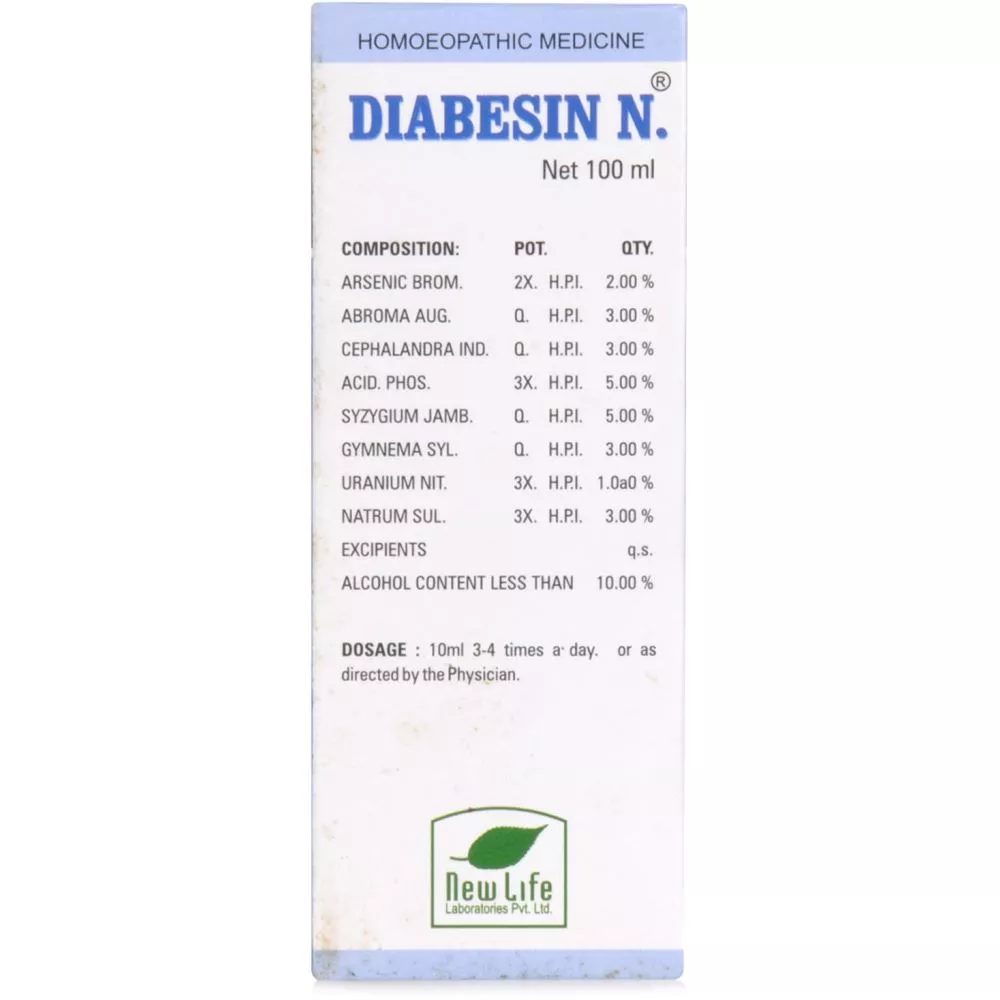 HOMOEOPATHIC MEDICINE
DIABESIN N.®
Net 100 ml
COMPOSITION: POT. QTY.
ARSENIC BROM. 2X. H.P.I. 2.00 %
ABROMA AUG. Q. H.P.I. 3.00 %
CEPHALANDRA IND. Q. H.P.I. 3.00 %
ACID. PHOS. 3X. H.P.I. 5.00 %
SYZYGIUM JAMB. Q. H.P.I. 5.00 %
GYMNEMA SYL. Q. H.P.I. 3.00 %
URANIUM NIT. 3X. H.P.I. 1.0a0 %
NATRUM SUL. 3X. H.P.I. 3.00 %
EXCIPIENTS q.s.
ALCOHOL CONTENT LESS THAN 10.00 %
DOSAGE : 10ml 3-4 times a day. or as
directed by the Physician.
New Life
Laboratories Pvt. Ltd.